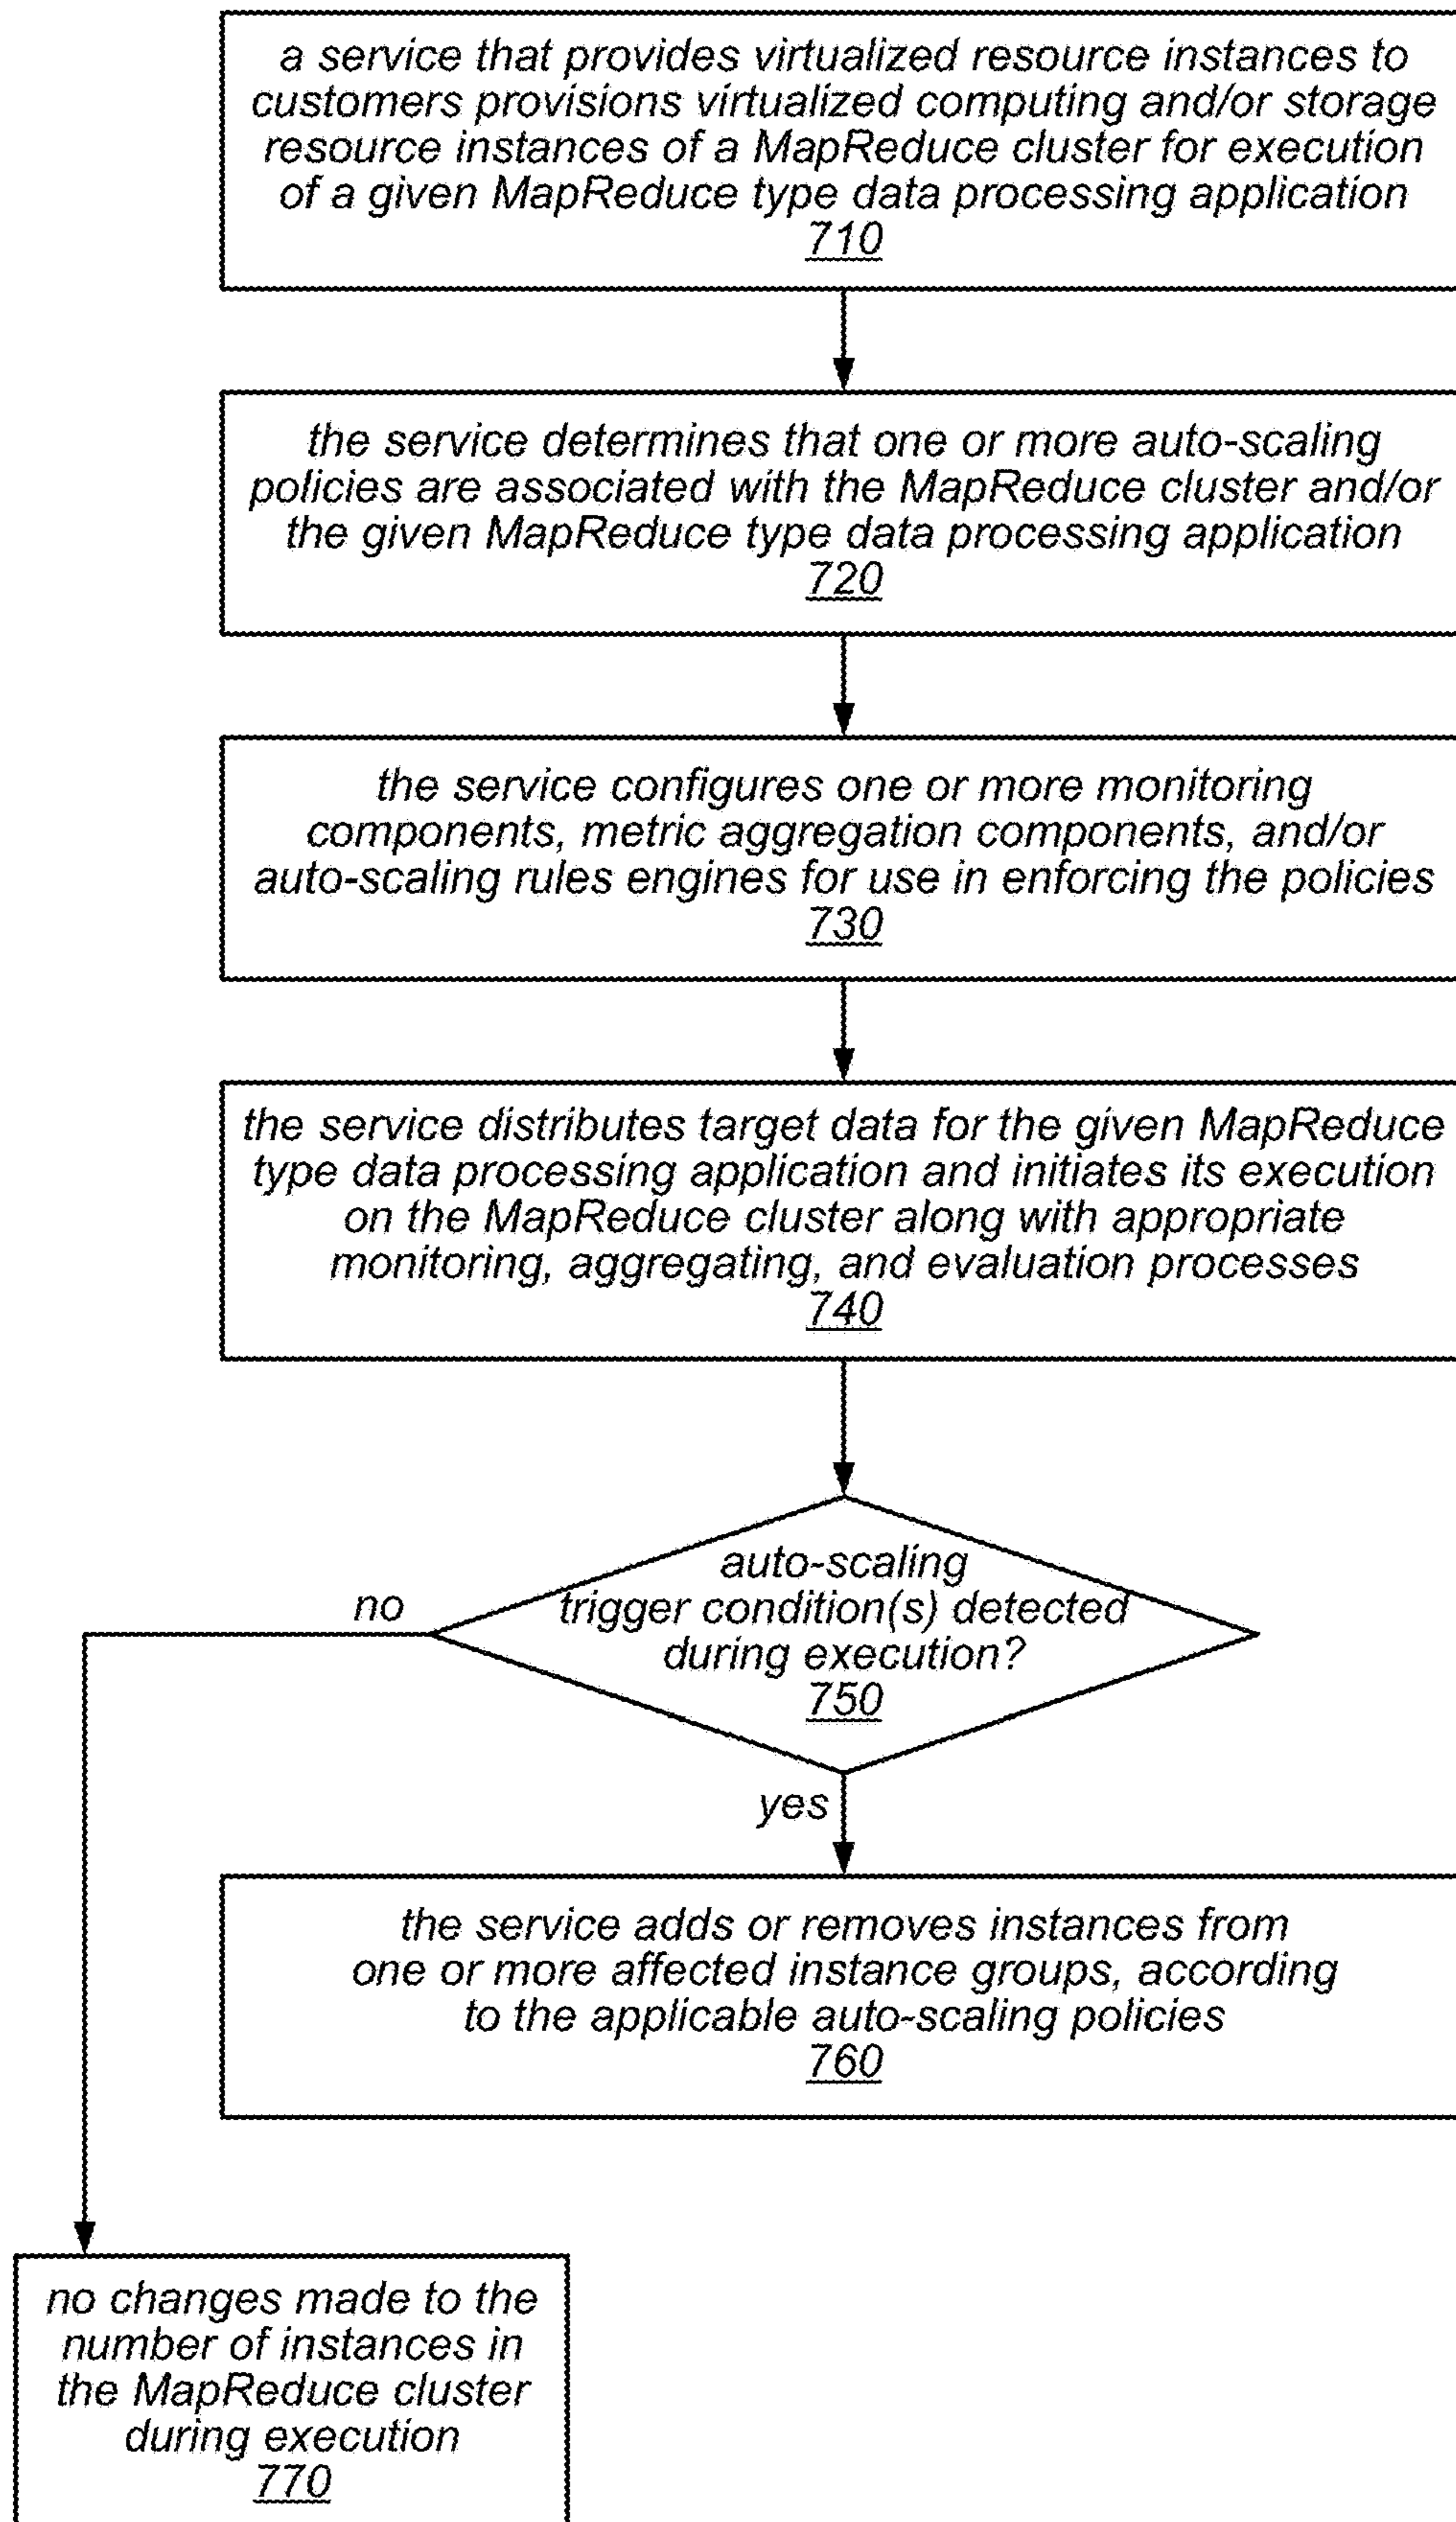 a service that provides virtualized resource instances to
customers provisions virtualized computing and/or storage
resource instances of a MapReduce cluster for execution
of a given MapReduce type data processing application
710
the service determines that one or more auto-scaling
policies are associated with the MapReduce cluster and/or
the given MapReduce type data processing application
720
the service configures one or more monitoring
components, metric aggregation components, and/or
auto-scaling rules engines for use in enforcing the policies
730
the service distributes target data for the given MapReduce
type data processing application and initiates its execution
on the MapReduce cluster along with appropriate
monitoring, aggregating, and evaluation processes
740
auto-scaling
trigger condition(s) detected
during execution?
750
no
yes
the service adds or removes instances from
one or more affected instance groups, according
to the applicable auto-scaling policies
760
no changes made to the
number of instances in
the MapReduce cluster
during execution
770